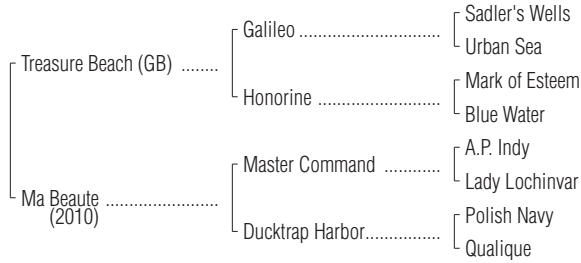 Sadler's Wells
Galileo ........................................
Urban Sea
Treasure Beach (GB) ........
Mark of Esteem
Honorine ...................................
Blue Water
A.P. Indy
Master Command ................
Lady Lochinvar
Ma Beaute ........................
(2010)
Polish Navy
Ducktrap Harbor.....................
Qualique